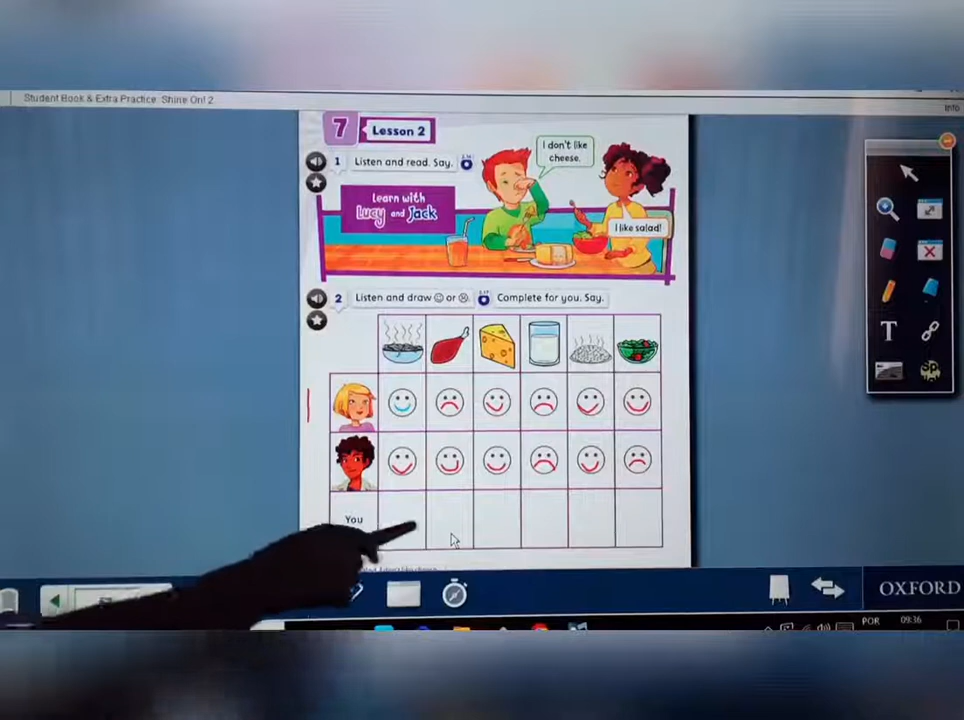 Student Book & Extra Practice: Shine On! 2
Info
7 Lesson 2
1 Listen and read. Say.
I don't like
cheese.
Learn with
Lucy and Jack
I like salad!
2 Listen and draw ☺ or ☹. Complete for you. Say.
You
T
Sp
OXFORD
POR 09:36